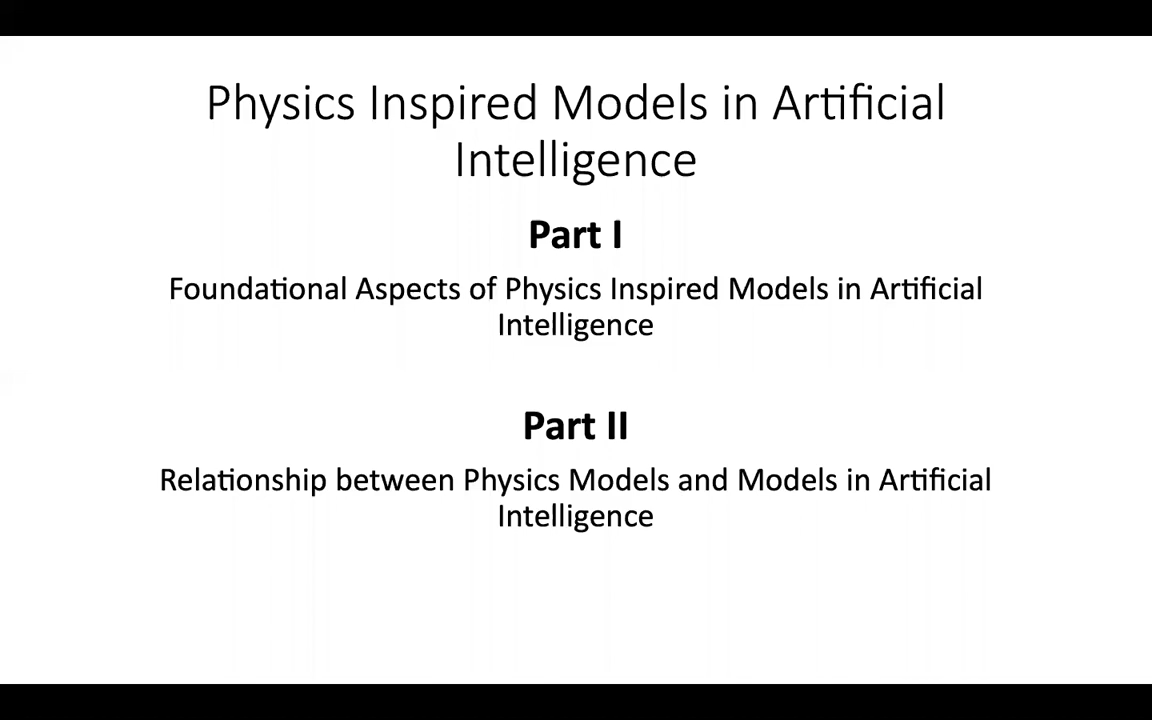 Physics Inspired Models in Artificial
Intelligence
Part I
Foundational Aspects of Physics Inspired Models in Artificial
Intelligence
Part II
Relationship between Physics Models and Models in Artificial
Intelligence